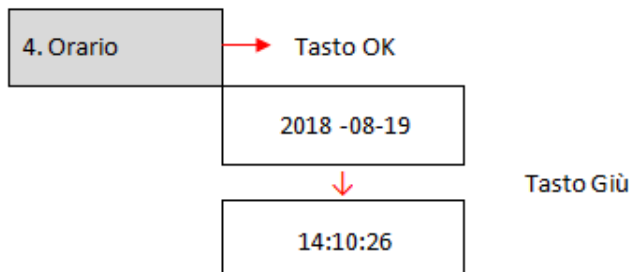 4. Orario
Tasto OK
2018 -08-19
Tasto Giù
14:10:26